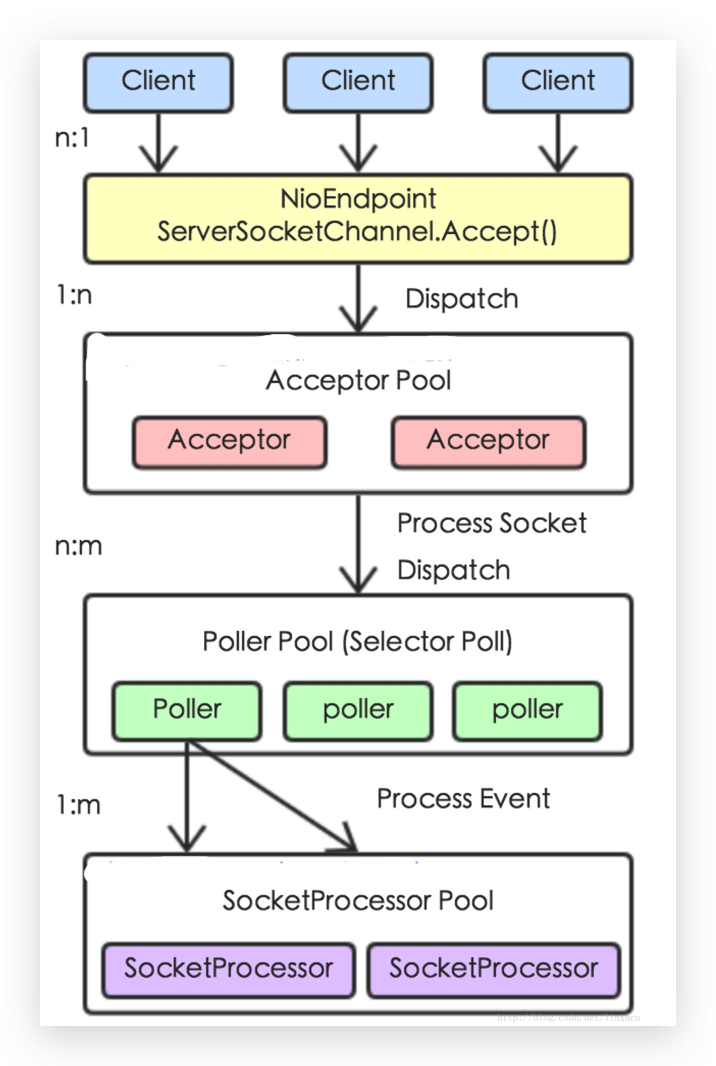 Client
Client
Client
n:1
NioEndpoint
ServerSocketChannel.Accept()
1:n
Dispatch
Acceptor Pool
Acceptor
Acceptor
Process Socket
n:m
Dispatch
Poller Pool (Selector Poll)
Poller
poller
poller
1:m
Process Event
SocketProcessor Pool
SocketProcessor
SocketProcessor